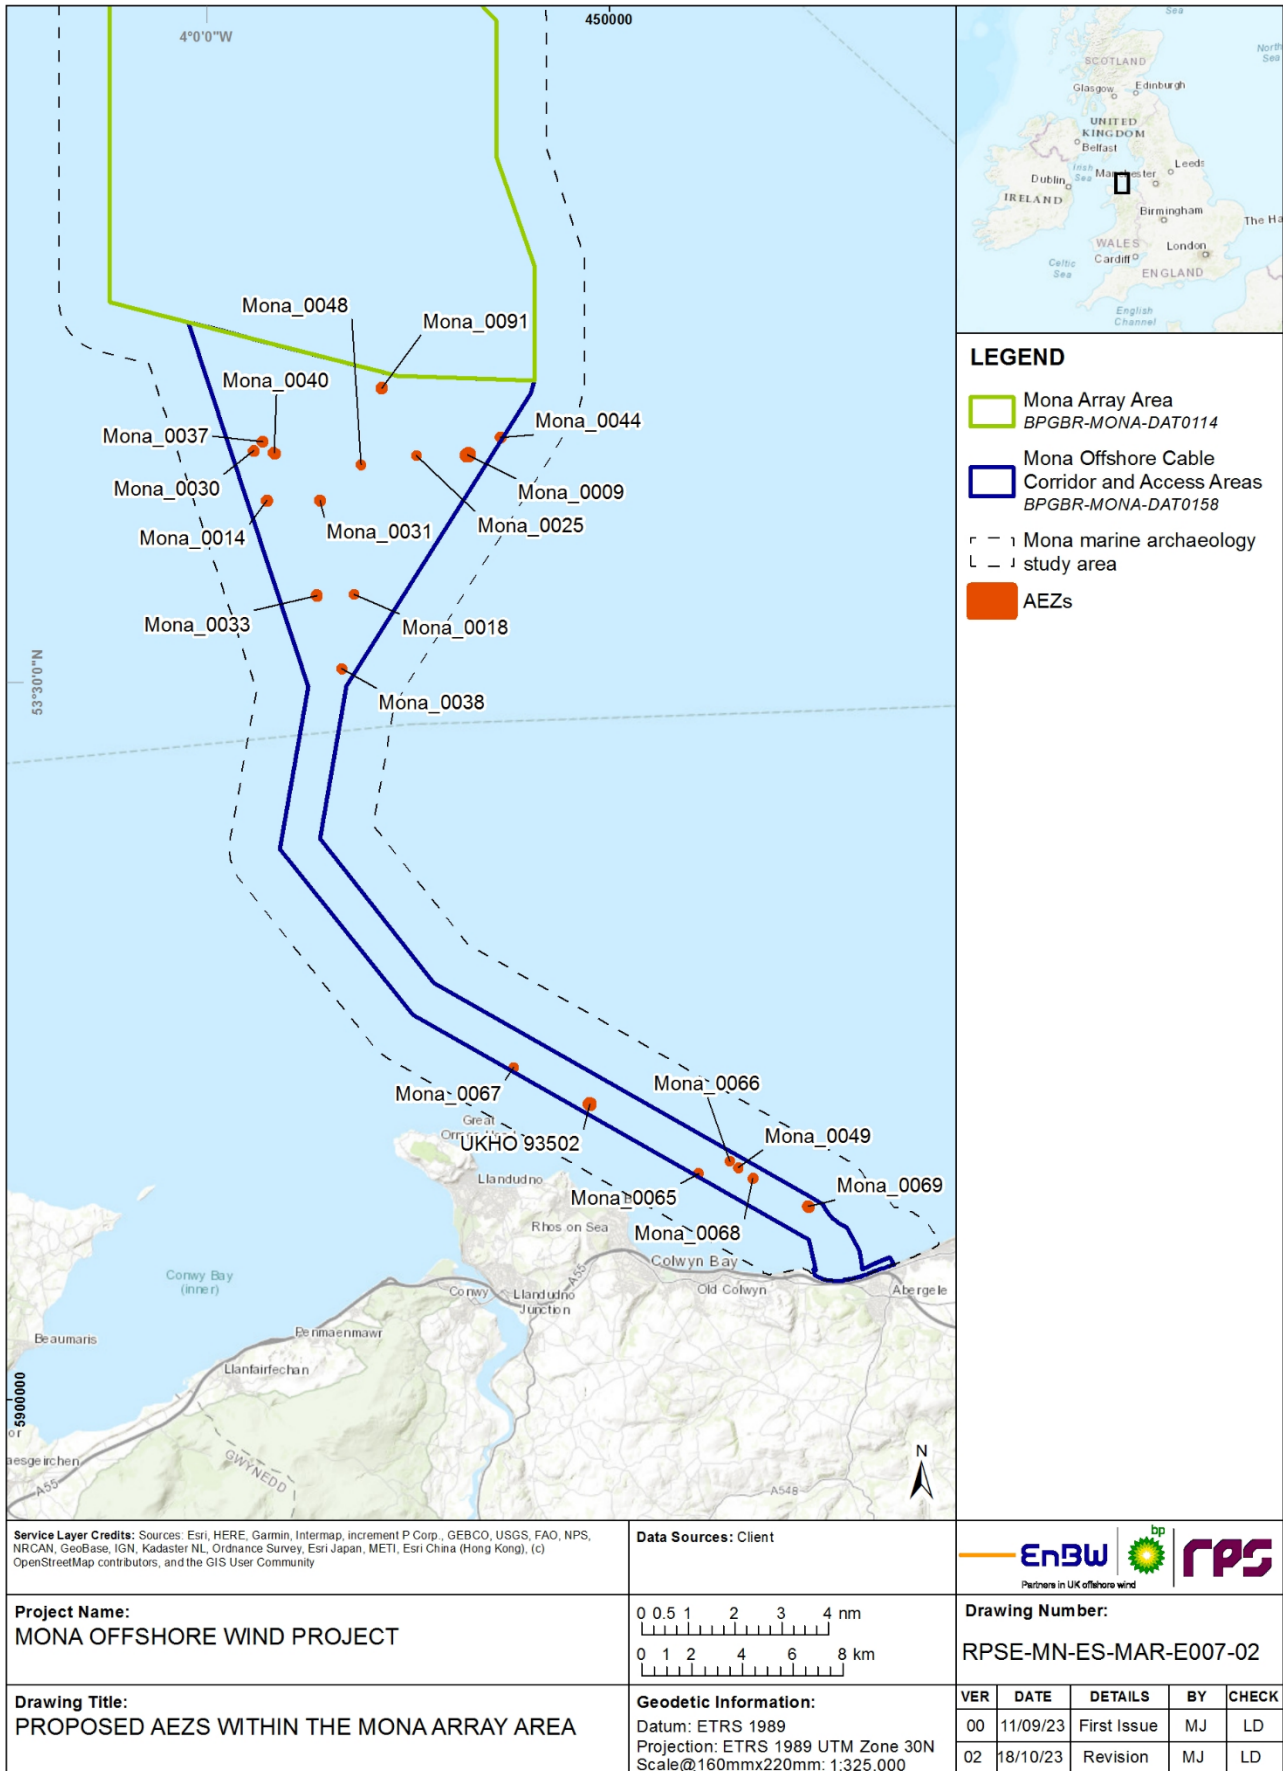 450000
4°0'0"W
Mona_0048
Mona_0091
Mona_0040
Mona_0037
Mona_0044
Mona_0030
Mona_0009
Mona_0014
Mona_0031
Mona_0025
Mona_0033
Mona_0018
53°30'0"N
Mona_0038
Mona_0067
Mona_0066
Great
UKHO 93502
Mona_0049
Llandudno
Mona_0065
Mona_0069
Rhos on Sea
Mona_0068
Colwyn Bay
Conwy Bay
(inner)
A55
Conwy
Llandudno
Junction
Old Colwyn
Abergele
Beaumaris
Penmaenmawr
Llanfairfechan
5900000
or
aesgeirchen
A55
GWYNEDD
A548
N
Sea
North
Sea
SCOTLAND
Glasgow
Edinburgh
UNITED
KINGDOM
Belfast
Leeds
Irish
Sea
Manchester
Dublin
IRELAND
Birmingham
The Ha
WALES
London
Cardiff
Celtic
Sea
ENGLAND
English
Channel
LEGEND
Mona Array Area
BPGBR-MONA-DAT0114
Mona Offshore Cable
Corridor and Access Areas
BPGBR-MONA-DAT0158
Mona marine archaeology
study area
AEZs
Service Layer Credits: Sources: Esri, HERE, Garmin, Intermap, increment P Corp., GEBCO, USGS, FAO, NPS,
NRCAN, GeoBase, IGN, Kadaster NL, Ordnance Survey, Esri Japan, METI, Esri China (Hong Kong), (c)
OpenStreetMap contributors, and the GIS User Community
Data Sources: Client
EnBW
bp
rps
Partners in UK offshore wind
Project Name:
MONA OFFSHORE WIND PROJECT
0 0.5 1 2 3 4 nm
0 1 2 4 6 8 km
Drawing Number:
RPSE-MN-ES-MAR-E007-02
Drawing Title:
PROPOSED AEZS WITHIN THE MONA ARRAY AREA
Geodetic Information:
Datum: ETRS 1989
Projection: ETRS 1989 UTM Zone 30N
Scale@160mmx220mm: 1:325,000
VER DATE DETAILS BY CHECK
00 11/09/23 First Issue MJ LD
02 18/10/23 Revision MJ LD